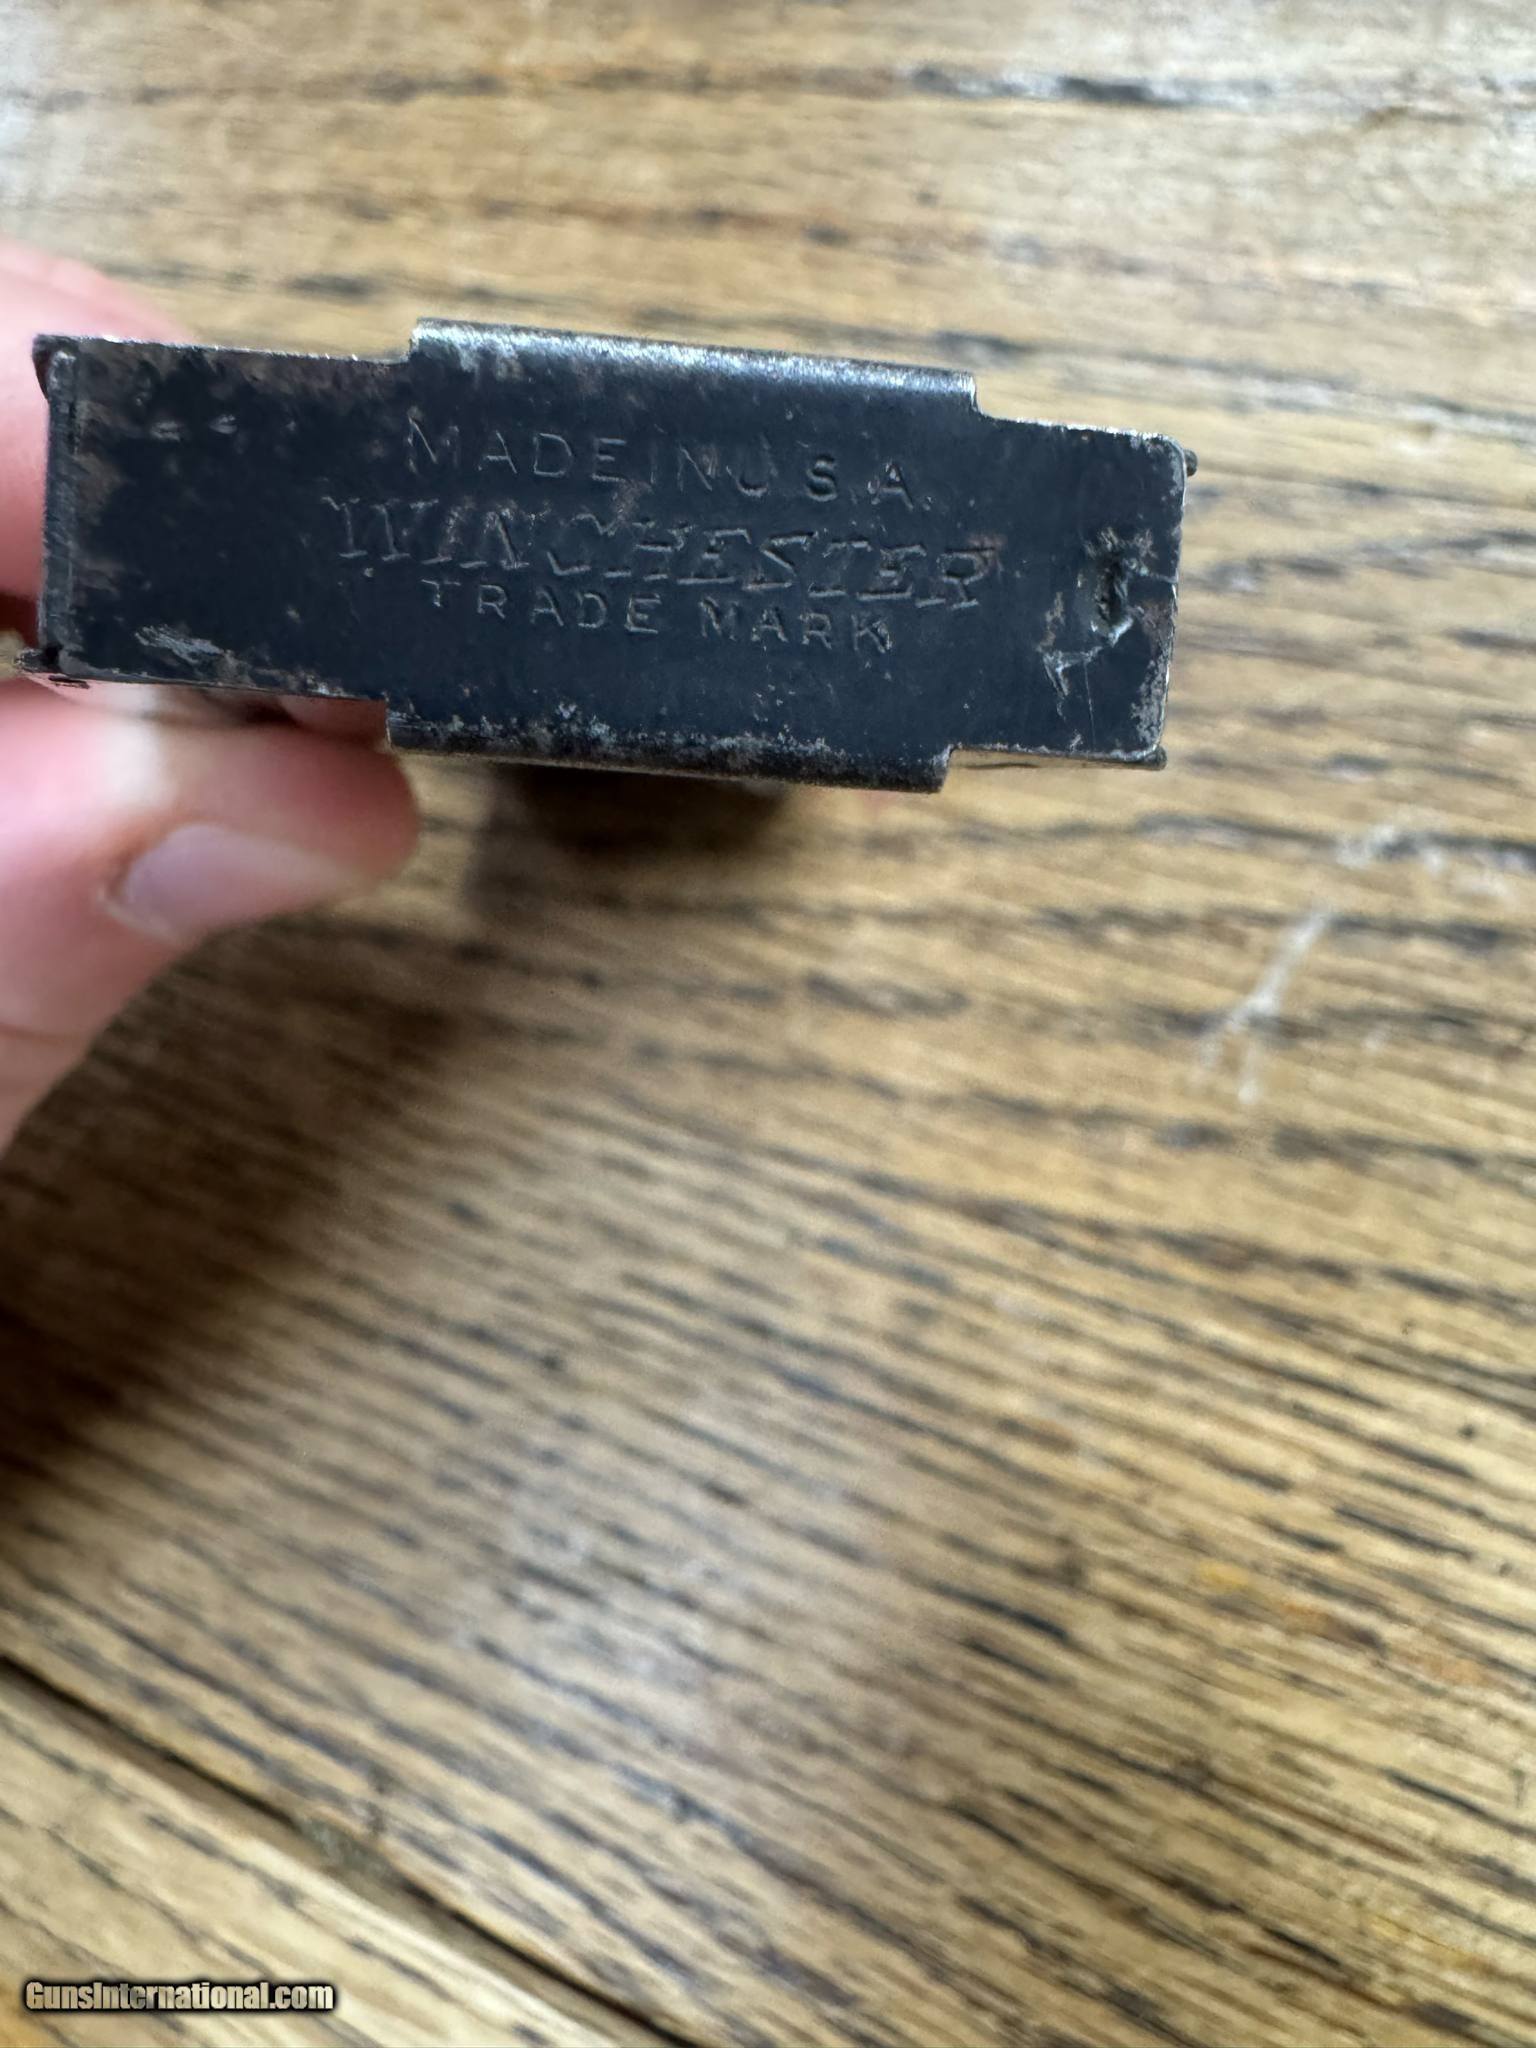 MADE IN U.S.A.
WINCHESTER
TRADE MARK
GunsInternational.com